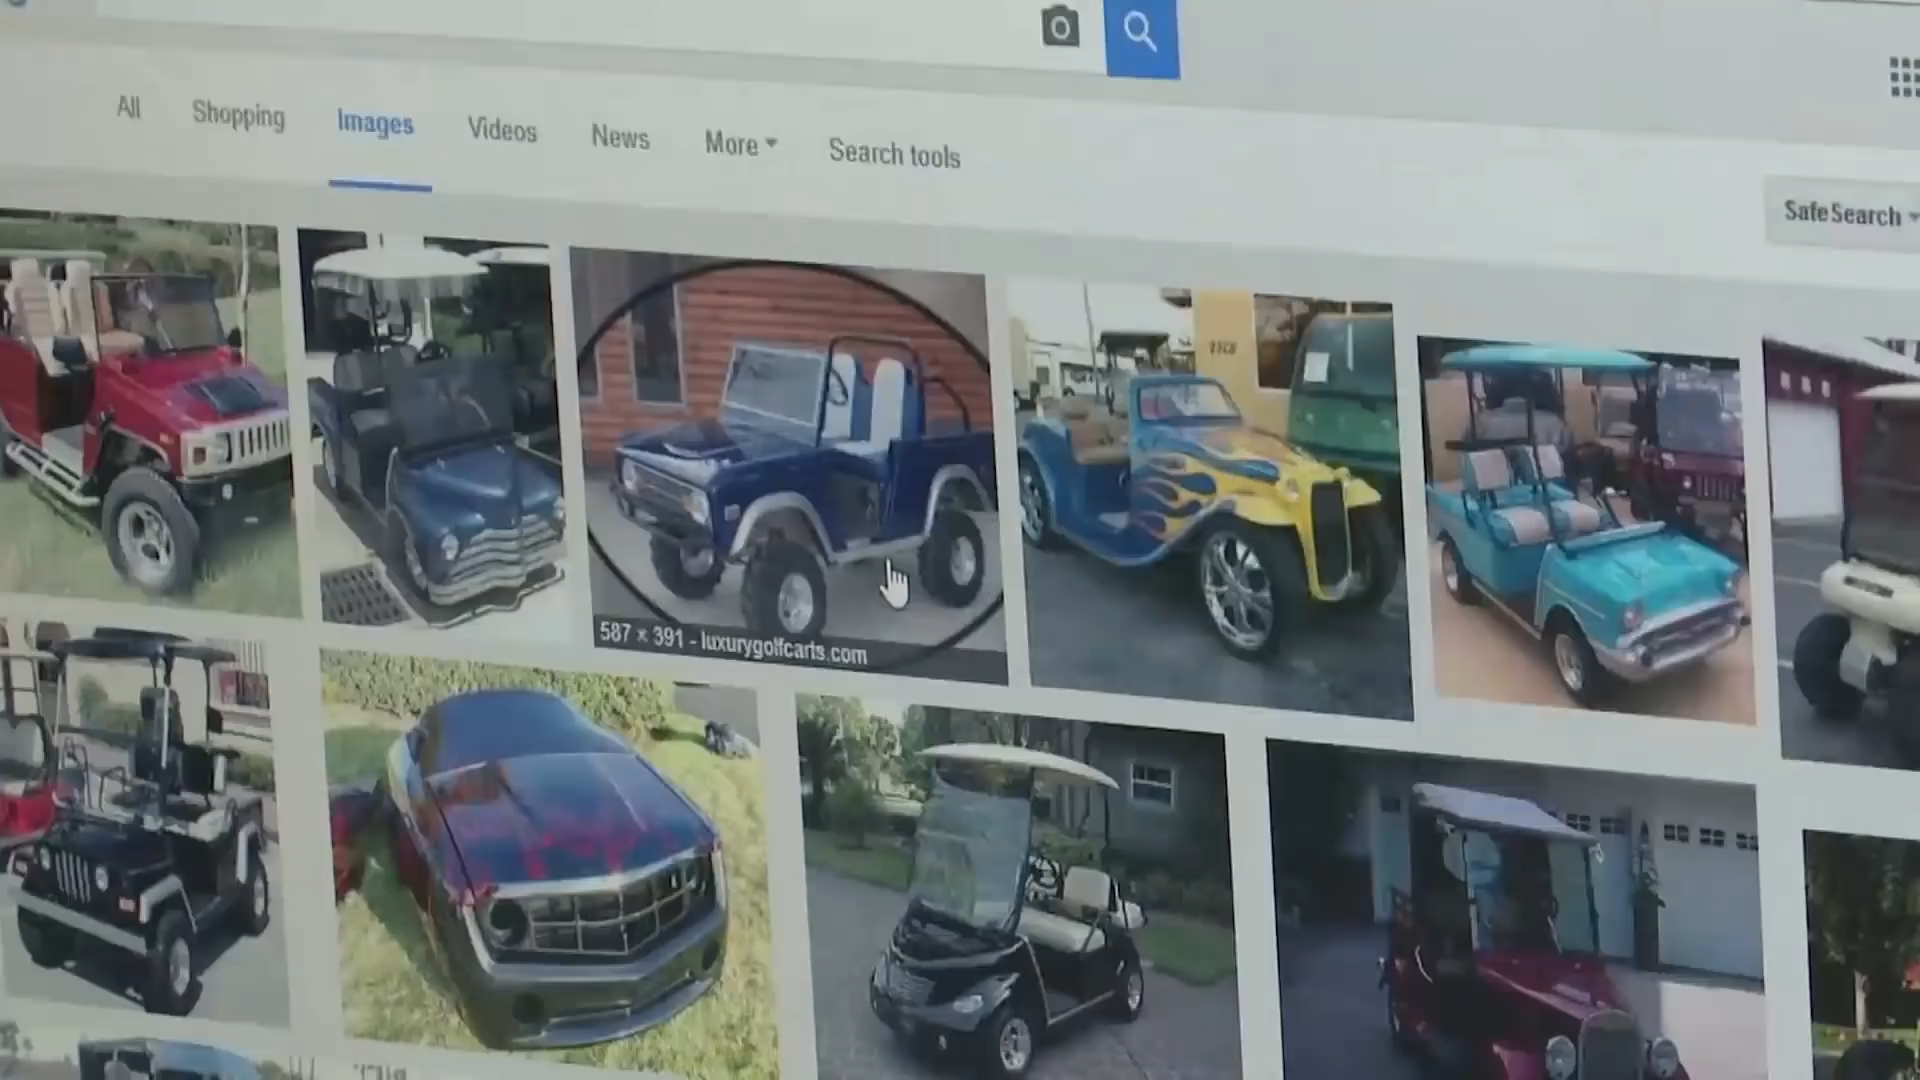 All Shopping Images Videos News More Search tools
SafeSearch
587 × 391 - luxurygolfcarts.com